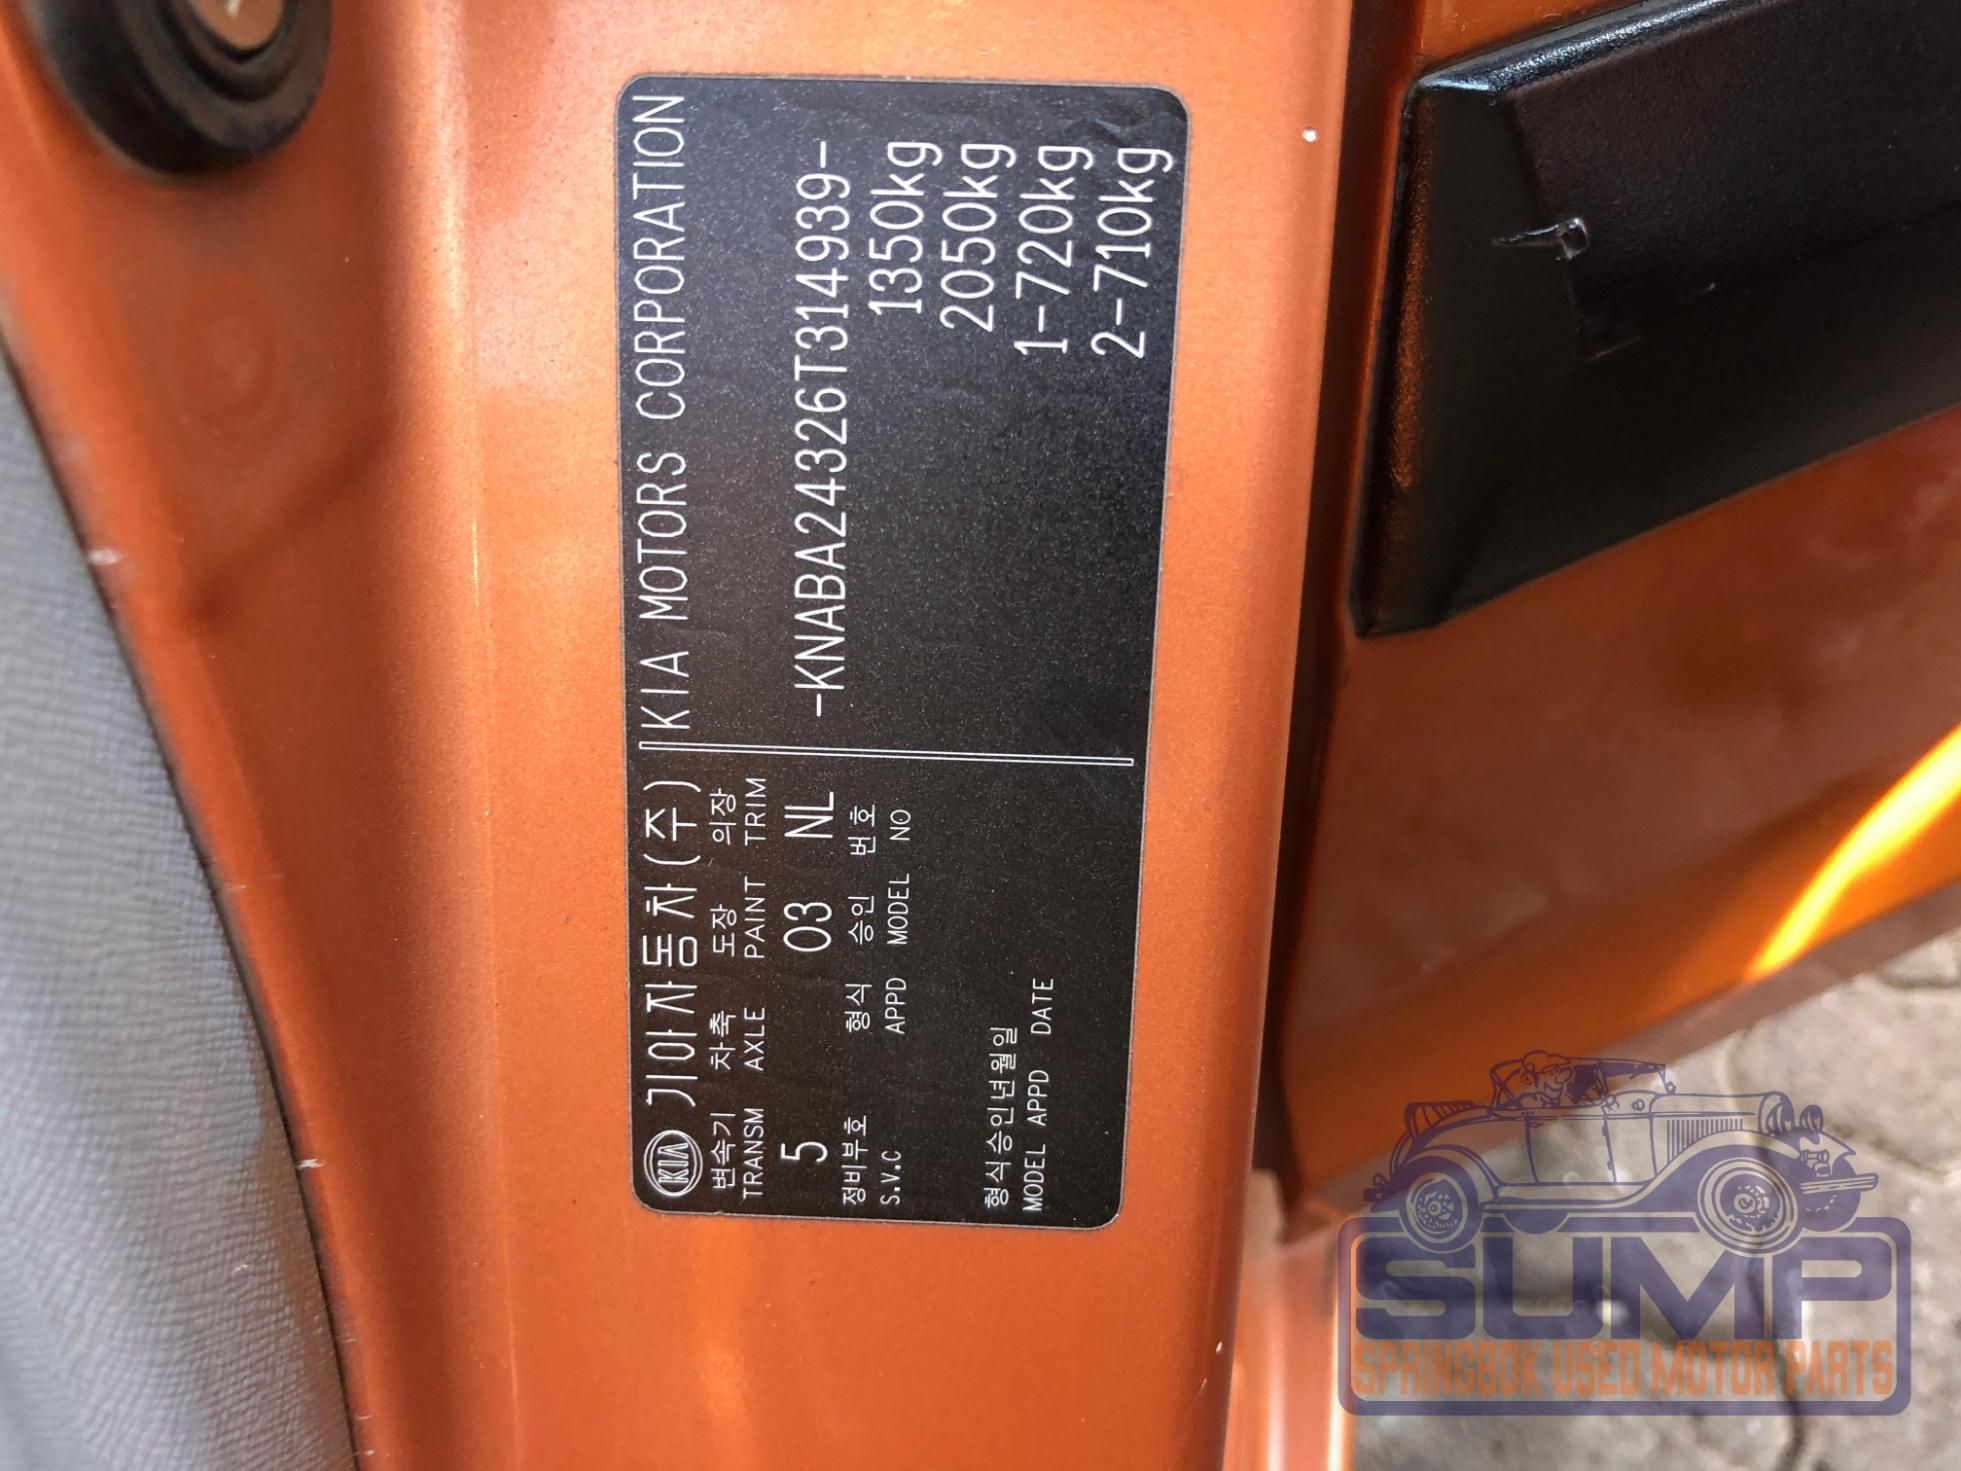 KIA 기아자동차(주) KIA MOTORS CORPORATION
변속기 차축 도장 의장
TRANSM AXLE PAINT TRIM
5 03 NL
-KNABA24326T314939-
정비부호 형식 승인 번호
S.V.C APPD MODEL NO
1350kg
2050kg
형식승인년월일
MODEL APPD DATE
1-720kg
2-710kg
SUMP
SPRINGBOK USED MOTOR PARTS